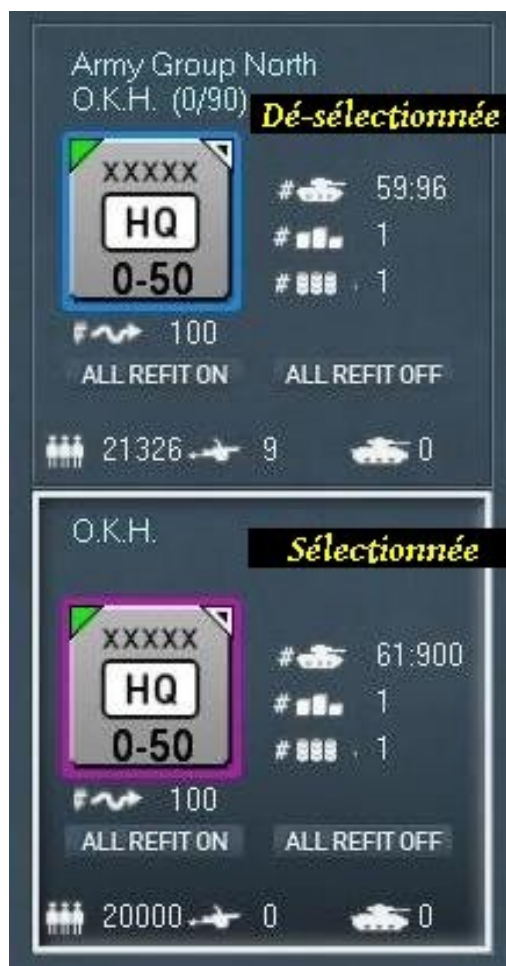 Army Group North
O.K.H. (0/90)
Dé-sélectionnée
XXXXX
HQ
0-50
# 59:96
# 1
# 1
# 100
ALL REFIT ON ALL REFIT OFF
21326 9 0
O.K.H.
Sélectionnée
XXXXX
HQ
0-50
# 61:900
# 1
# 1
# 100
ALL REFIT ON ALL REFIT OFF
20000 0 0